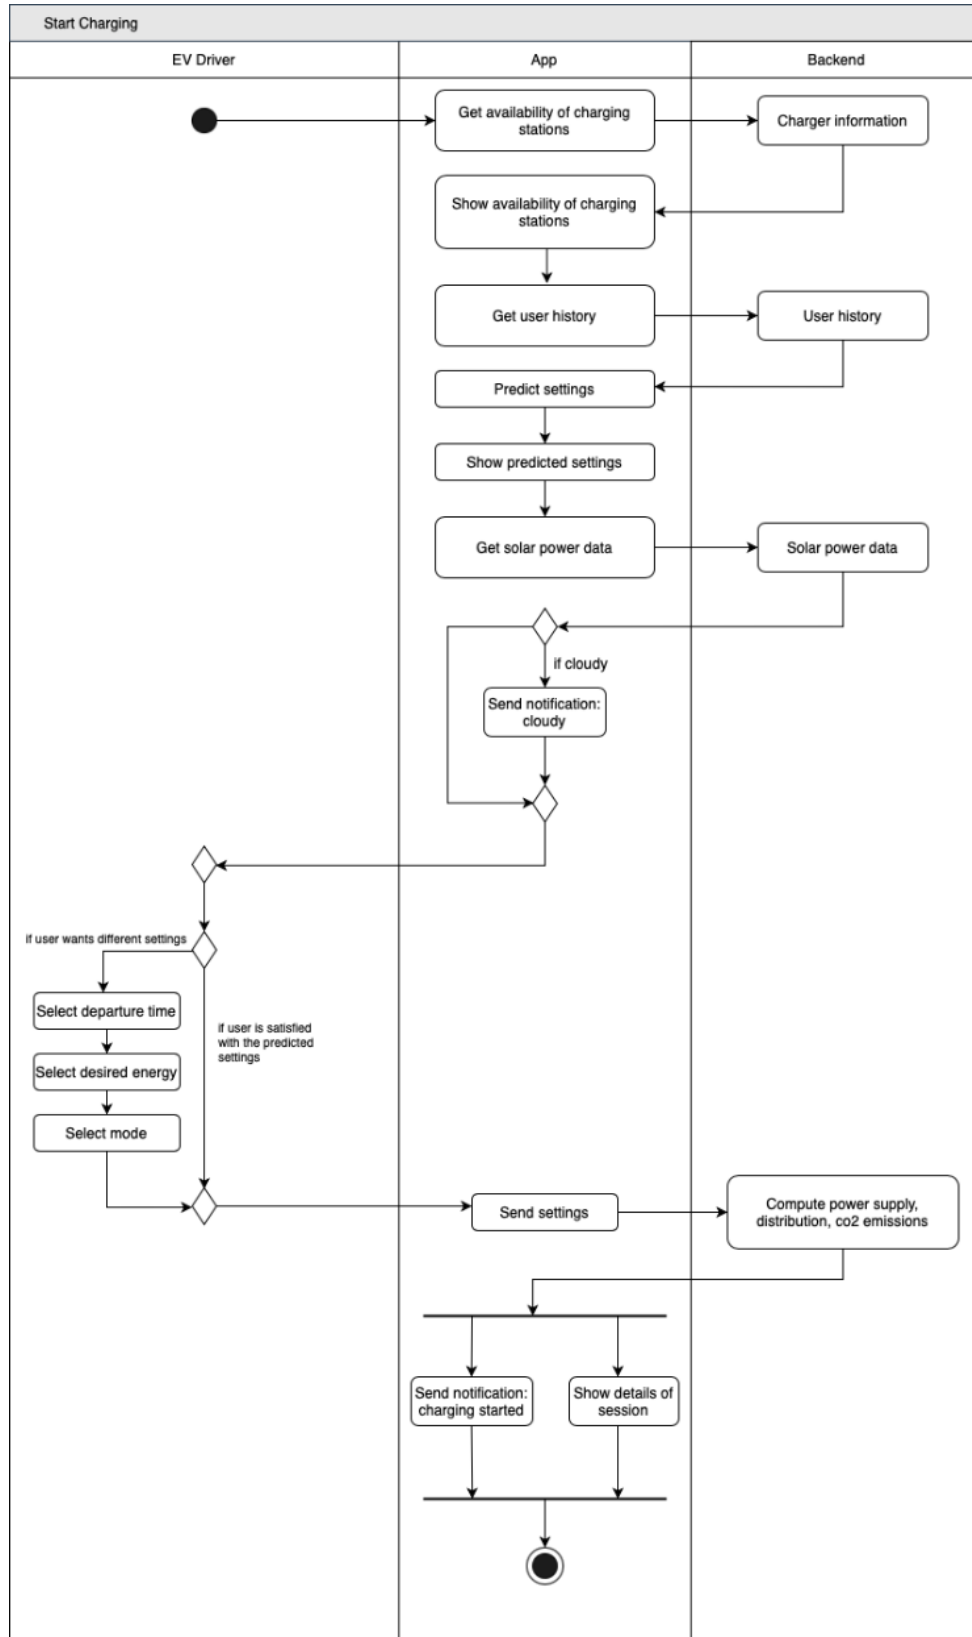 Start Charging
EV Driver
App
Backend
Get availability of charging
stations
Charger information
Show availability of charging
stations
Get user history
User history
Predict settings
Show predicted settings
Get solar power data
Solar power data
if cloudy
Send notification:
cloudy
if user wants different settings
Select departure time
if user is satisfied
with the predicted
settings
Select desired energy
Select mode
Send settings
Compute power supply,
distribution, co2 emissions
Send notification:
charging started
Show details of
session